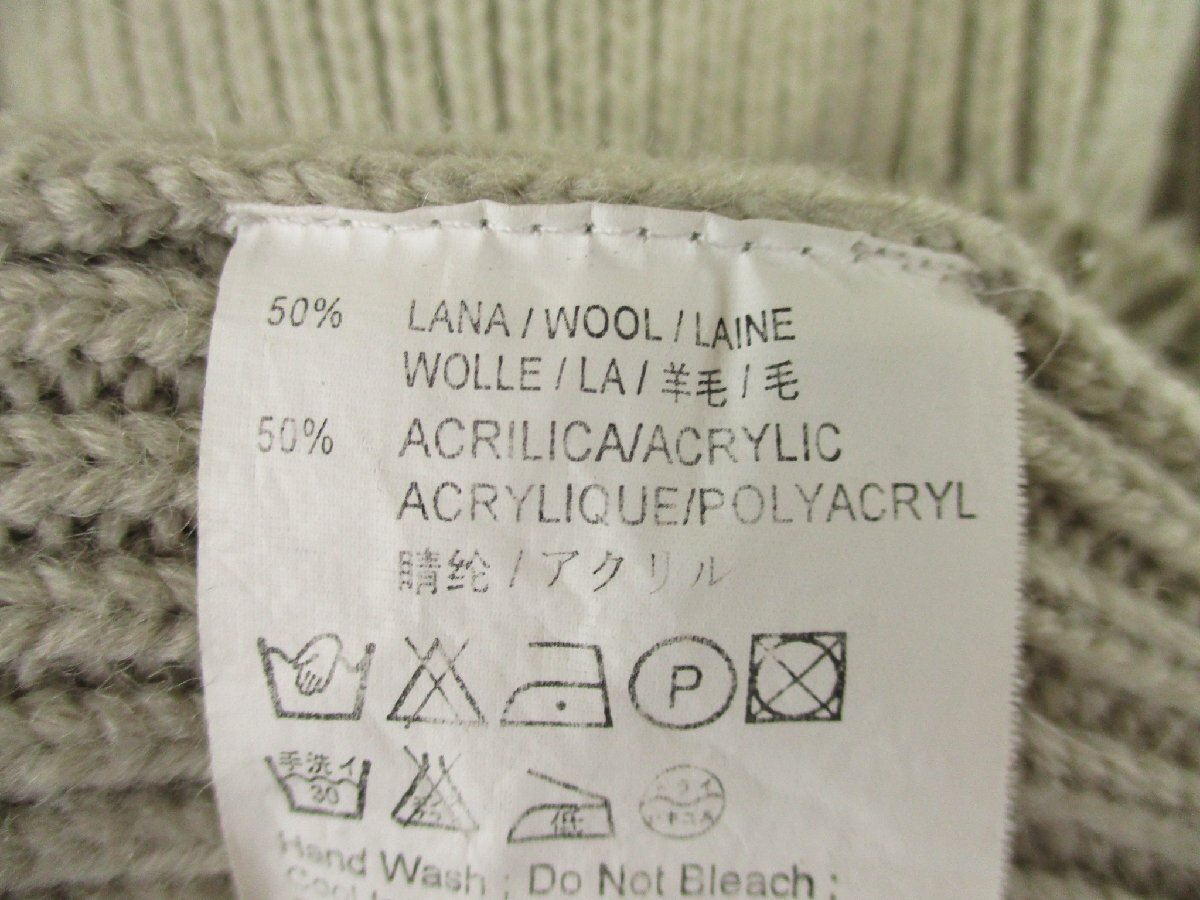 50% LANA / WOOL / LAINE
WOLLE / LA / 羊毛 / 毛
50% ACRILICA/ACRYLIC
ACRYLIQUE/POLYACRYL
睛纶 / アクリル
P
手洗イ
30
低
Hand Wash ; Do Not Bleach ;